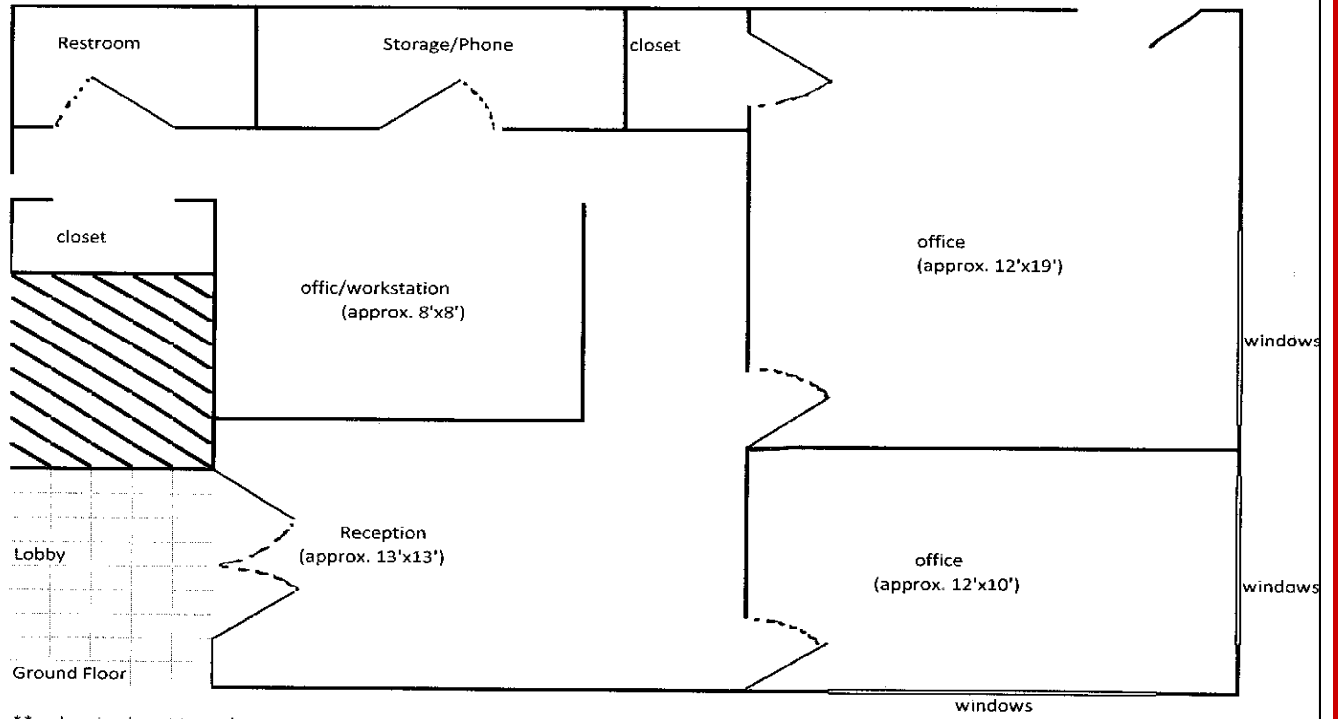 Restroom
Storage/Phone
closet
closet
office
(approx. 12'x19')
offic/workstation
(approx. 8'x8')
windows
Reception
(approx. 13'x13')
Lobby
office
(approx. 12'x10')
windows
Ground Floor
windows